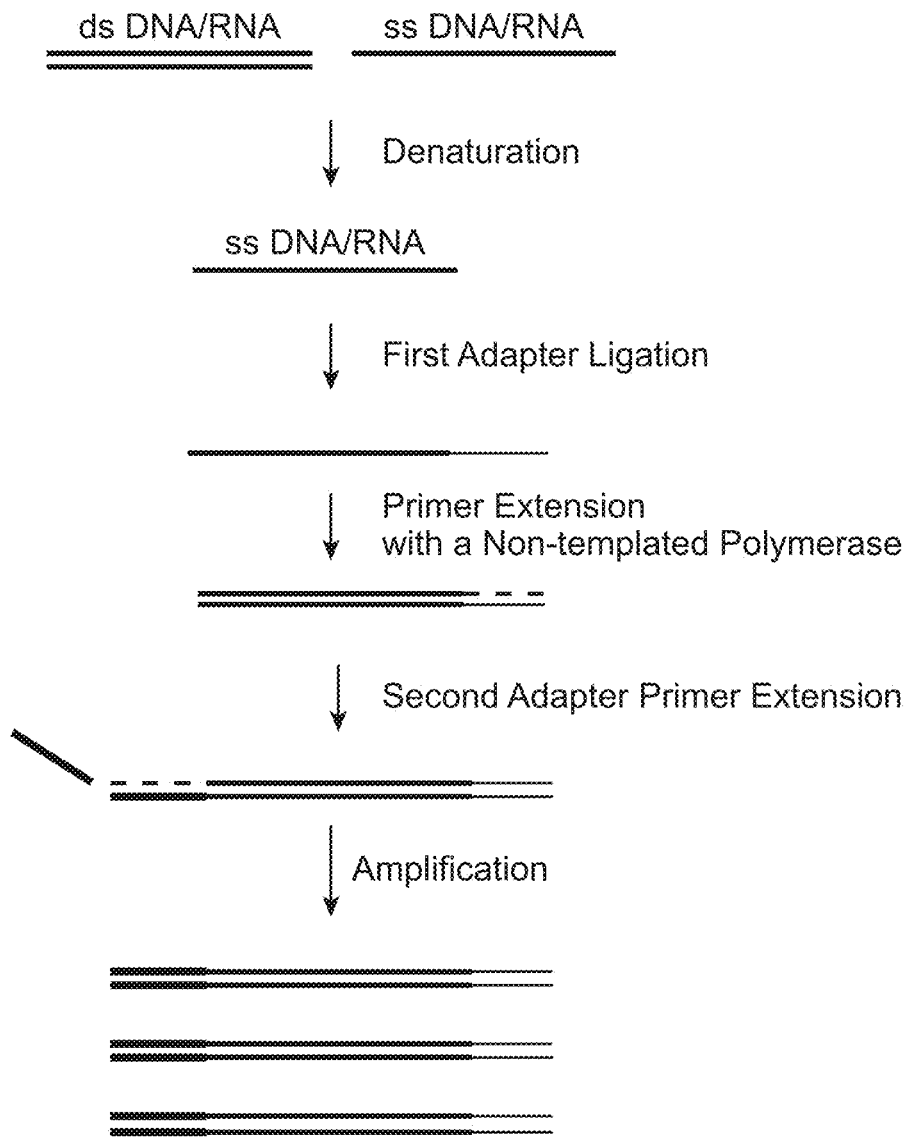 ds DNA/RNA
ss DNA/RNA
Denaturation
ss DNA/RNA
First Adapter Ligation
Primer Extension
with a Non-templated Polymerase
Second Adapter Primer Extension
Amplification